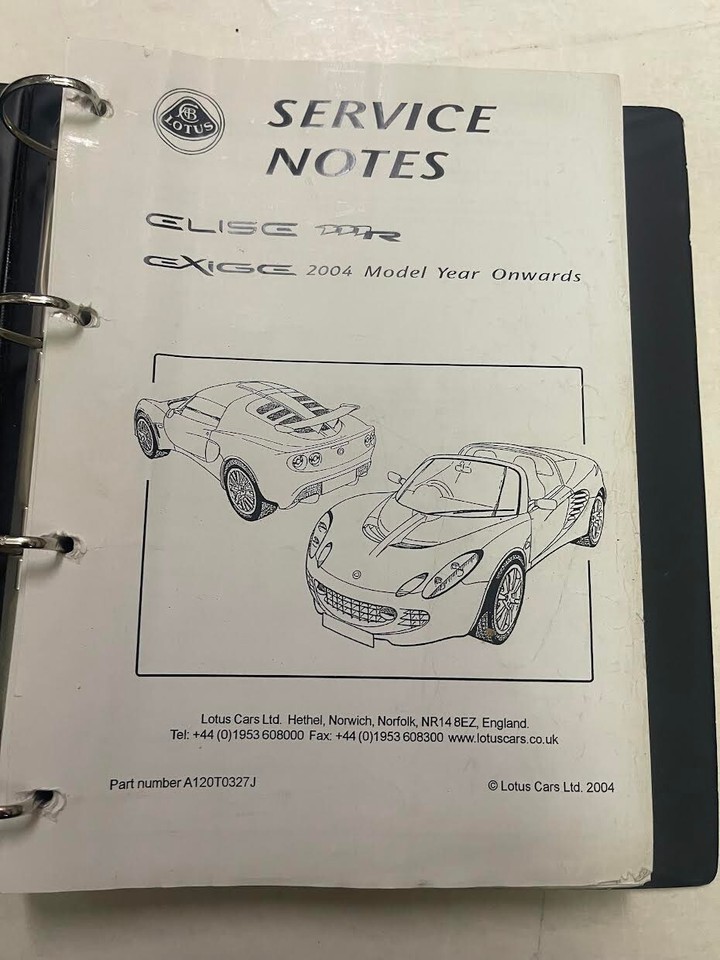 LOTUS
SERVICE
NOTES
ELISE 111R
EXIGE 2004 Model Year Onwards
Lotus Cars Ltd. Hethel, Norwich, Norfolk, NR14 8EZ, England.
Tel: +44 (0)1953 608000 Fax: +44 (0)1953 608300 www.lotuscars.co.uk
Part number A120T0327J
© Lotus Cars Ltd. 2004